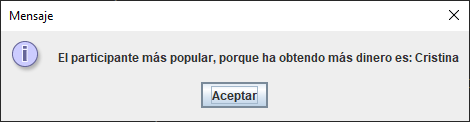 Mensaje
El participante más popular, porque ha obtendo más dinero es: Cristina
Aceptar